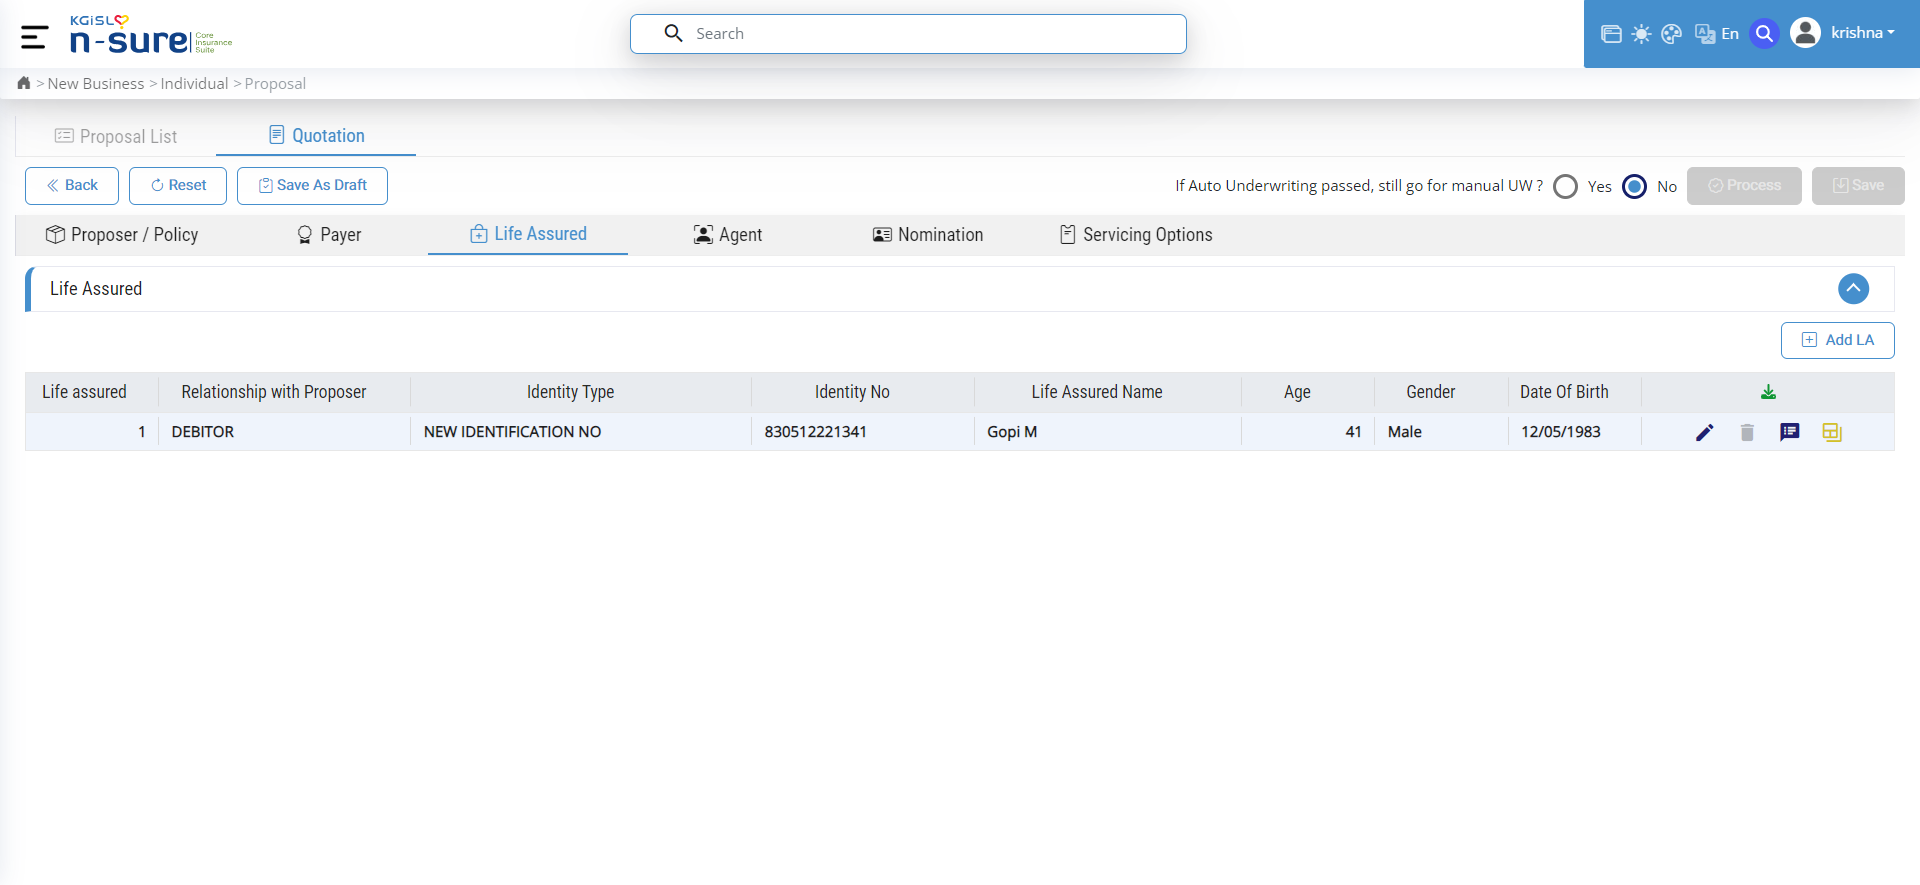 KGiSL
n-sure Core Insurance Suite
Search
En
krishna
> New Business > Individual > Proposal
Proposal List
Quotation
Back
Reset
Save As Draft
If Auto Underwriting passed, still go for manual UW ?
Yes
No
Process
Save
Proposer / Policy
Payer
Life Assured
Agent
Nomination
Servicing Options
Life Assured
Add LA
Life assured Relationship with Proposer Identity Type Identity No Life Assured Name Age Gender Date Of Birth
1 DEBITOR NEW IDENTIFICATION NO 830512221341 Gopi M 41 Male 12/05/1983